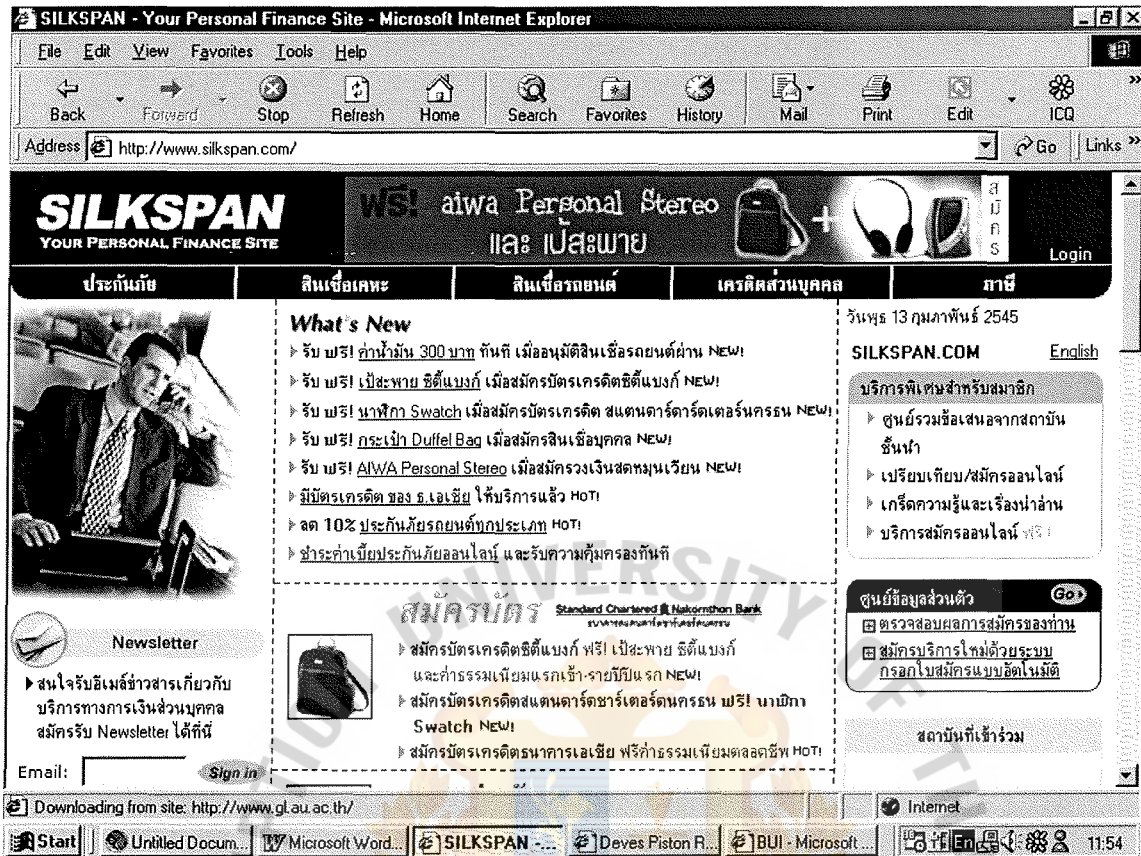 SILKSPAN - Your Personal Finance Site - Microsoft Internet Explorer
File Edit View Favorites Tools Help
Back Forward Stop Refresh Home Search Favorites History Mail Print Edit ICQ
Address http://www.silkspan.com/ Go Links
SILKSPAN
YOUR PERSONAL FINANCE SITE
ฟรี! aiwa Personal Stereo
และ เป้สะพาย
+
สมัคร
Login
ประกันภัย สินเชื่อเคหะ สินเชื่อรถยนต์ เครดิตส่วนบุคคล ภาษี
What's New
รับ ฟรี! ค่าน้ำมัน 300 บาท ทันที เมื่ออนุมัติสินเชื่อรถยนต์ผ่าน NEW!
รับ ฟรี! เป้สะพาย ซิตี้แบงก์ เมื่อสมัครบัตรเครดิตซิตี้แบงก์ NEW!
รับ ฟรี! นาฬิกา Swatch เมื่อสมัครบัตรเครดิต สแตนดาร์ดชาร์เตอร์ดนครธน NEW!
รับ ฟรี! กระเป๋า Duffel Bag เมื่อสมัครสินเชื่อบุคคล NEW!
รับ ฟรี! AIWA Personal Stereo เมื่อสมัครวงเงินสดหมุนเวียน NEW!
มีบัตรเครดิต ของ ธ.เอเชีย ให้บริการแล้ว HOT!
ลด 10% ประกันภัยรถยนต์ทุกประเภท HOT!
ชำระค่าเบี้ยประกันภัยออนไลน์ และรับความคุ้มครองทันที
สมัครบัตร Standard Chartered Nakornthon Bank
สมัครบัตรเครดิตซิตี้แบงก์ ฟรี! เป้สะพาย ซิตี้แบงก์
และค่าธรรมเนียมแรกเข้า-รายปีปีแรก NEW!
สมัครบัตรเครดิตสแตนดาร์ดชาร์เตอร์ดนครธน ฟรี! นาฬิกา
Swatch NEW!
สมัครบัตรเครดิตธนาคารเอเชีย ฟรีค่าธรรมเนียมตลอดชีพ HOT!
Newsletter
สนใจรับอีเมล์ข่าวสารเกี่ยวกับ
บริการทางการเงินส่วนบุคคล
สมัครรับ Newsletter ได้ที่นี่
Email: Sign in
วันพุธ 13 กุมภาพันธ์ 2545
SILKSPAN.COM English
บริการพิเศษสำหรับสมาชิก
ศูนย์รวมข้อเสนอจากสถาบัน
ชั้นนำ
เปรียบเทียบ/สมัครออนไลน์
เกร็ดความรู้และเรื่องน่าอ่าน
บริการสมัครออนไลน์ ฟรี !
ศูนย์ข้อมูลส่วนตัว Go
ตรวจสอบผลการสมัครของท่าน
สมัครบริการใหม่ด้วยระบบ
กรอกใบสมัครแบบอัตโนมัติ
สถาบันที่เข้าร่วม
UNIVERSITY OF
Downloading from site: http://www.gl.au.ac.th/ Internet
Start Untitled Docum... Microsoft Word... SILKSPAN -... Deves Piston R... BUI - Microsoft ... En 11:54